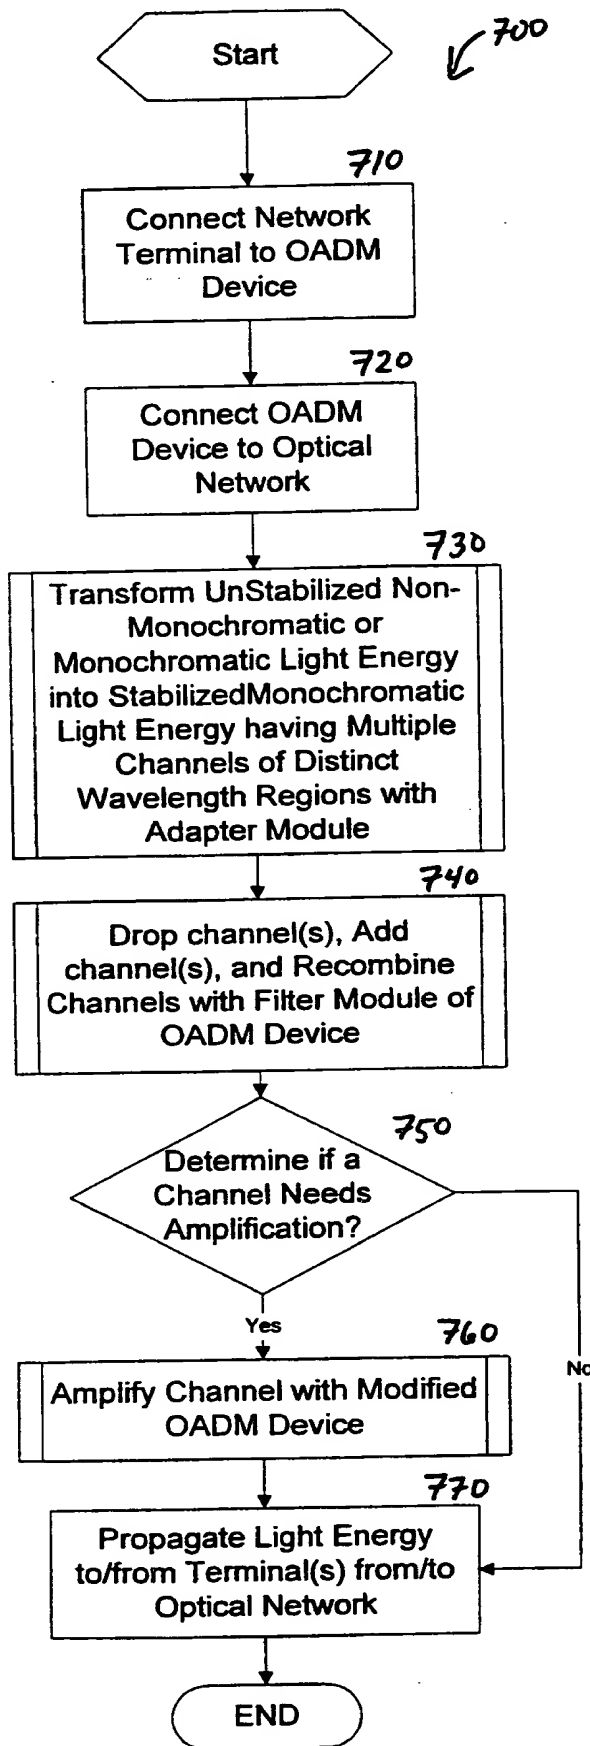 Start
700
710
Connect Network
Terminal to OADM
Device
720
Connect OADM
Device to Optical
Network
730
Transform UnStabilized Non-
Monochromatic or
Monochromatic Light Energy
into StabilizedMonochromatic
Light Energy having Multiple
Channels of Distinct
Wavelength Regions with
Adapter Module
740
Drop channel(s), Add
channel(s), and Recombine
Channels with Filter Module of
OADM Device
750
Determine if a
Channel Needs
Amplification?
Yes
No
760
Amplify Channel with Modified
OADM Device
770
Propagate Light Energy
to/from Terminal(s) from/to
Optical Network
END